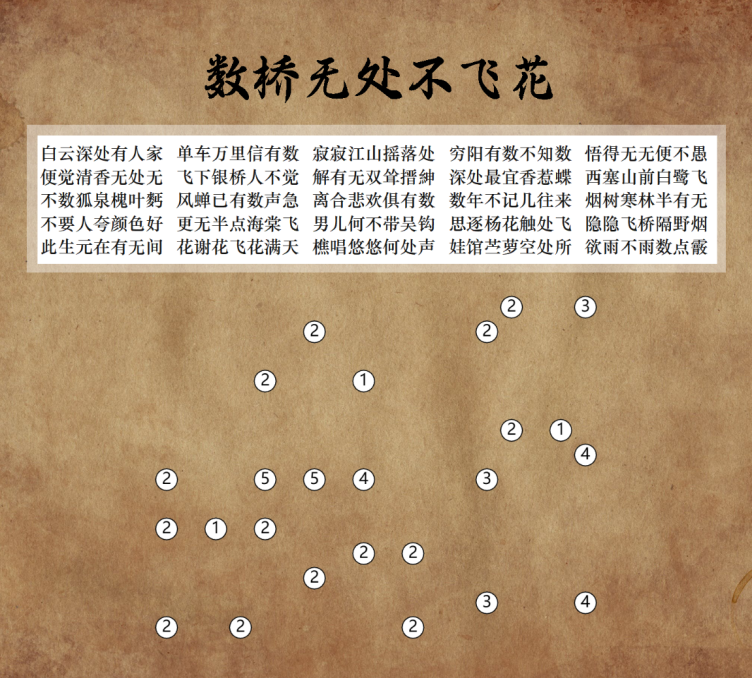 数桥无处不飞花
白云深处有人家 单车万里信有数 寂寂江山摇落处 穷阳有数不知数 悟得无无便不愚
便觉清香无处无 飞下银桥人不觉 解有无双耸搢紳 深处最宜香惹蝶 西塞山前白鹭飞
不数狐泉槐叶麪 风蝉已有数声急 离合悲欢俱有数 数年不记几往来 烟树寒林半有无
不要人夸颜色好 更无半点海棠飞 男儿何不带吴钩 思逐杨花触处飞 隐隐飞桥隔野烟
此生元在有无间 花谢花飞花满天 樵唱悠悠何处声 娃馆苎萝空处所 欲雨不雨数点霰
2 3
2 2
2 1
2 1
4
2 5 5 4 3
2 1 2
2 2
2
3 4
2 2 2